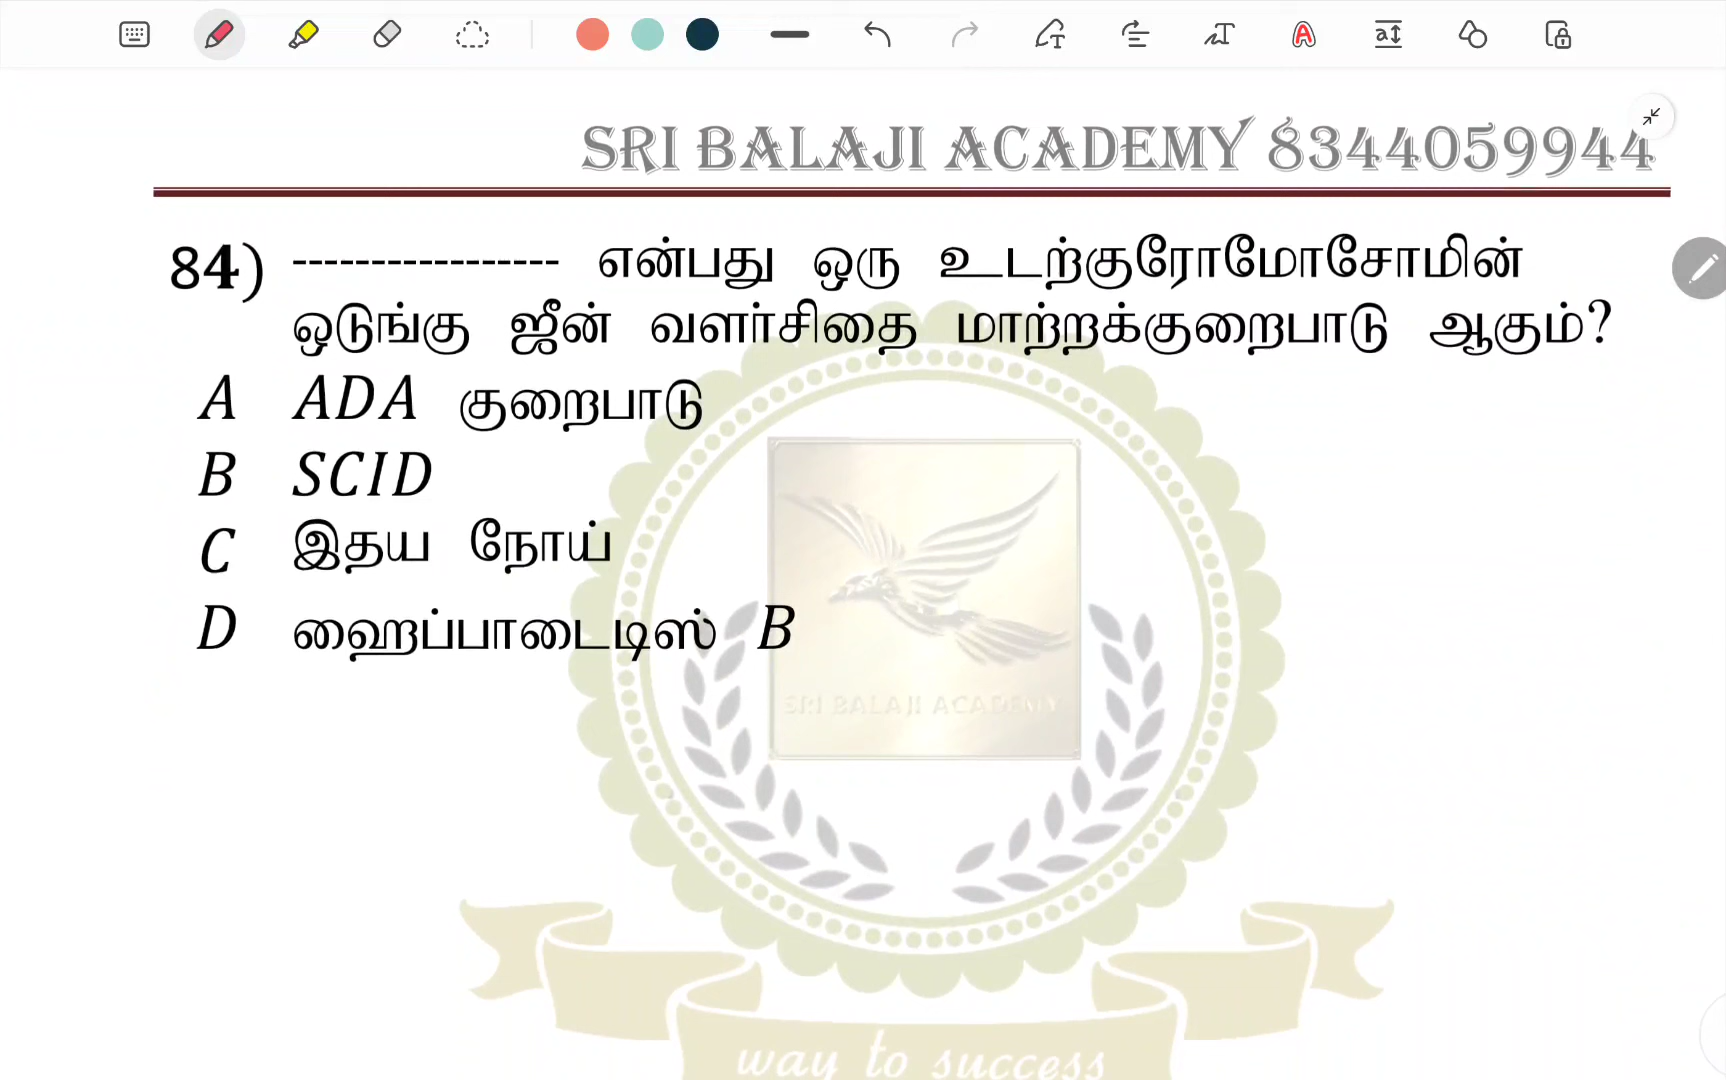 SRI BALAJI ACADEMY 8344059944
84) ----------------- என்பது ஒரு உடற்குரோமோசோமின்
ஒடுங்கு ஜீன் வளர்சிதை மாற்றக்குறைபாடு ஆகும்?
A ADA குறைபாடு
B SCID
C இதய நோய்
D ஹைப்பாடைடிஸ் B
SRI BALAJI ACADEMY
way to success